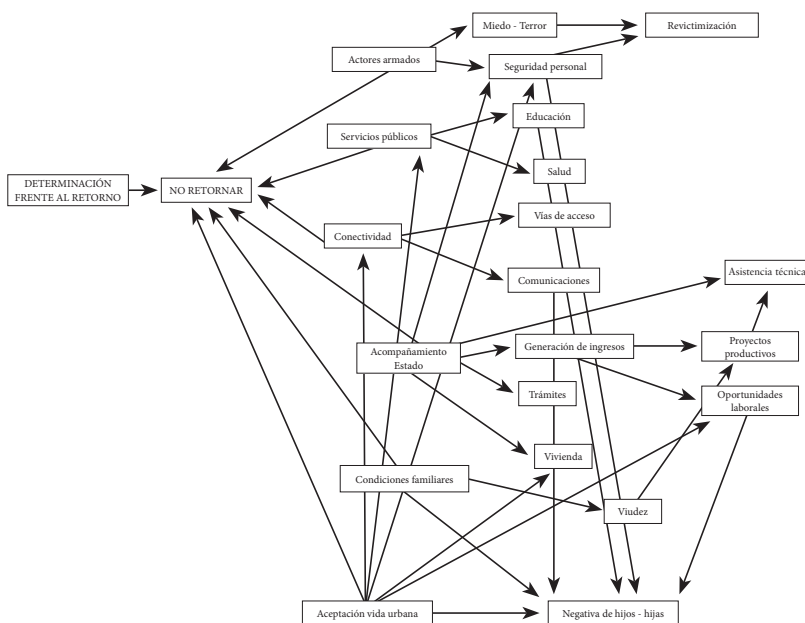 Miedo - Terror
Revictimización
Actores armados
Seguridad personal
Educación
Servicios públicos
Salud
DETERMINACIÓN
FRENTE AL RETORNO
NO RETORNAR
Vías de acceso
Conectividad
Comunicaciones
Asistencia técnica
Acompañamiento
Estado
Generación de ingresos
Proyectos
productivos
Trámites
Oportunidades
laborales
Vivienda
Condiciones familiares
Viudez
Aceptación vida urbana
Negativa de hijos - hijas